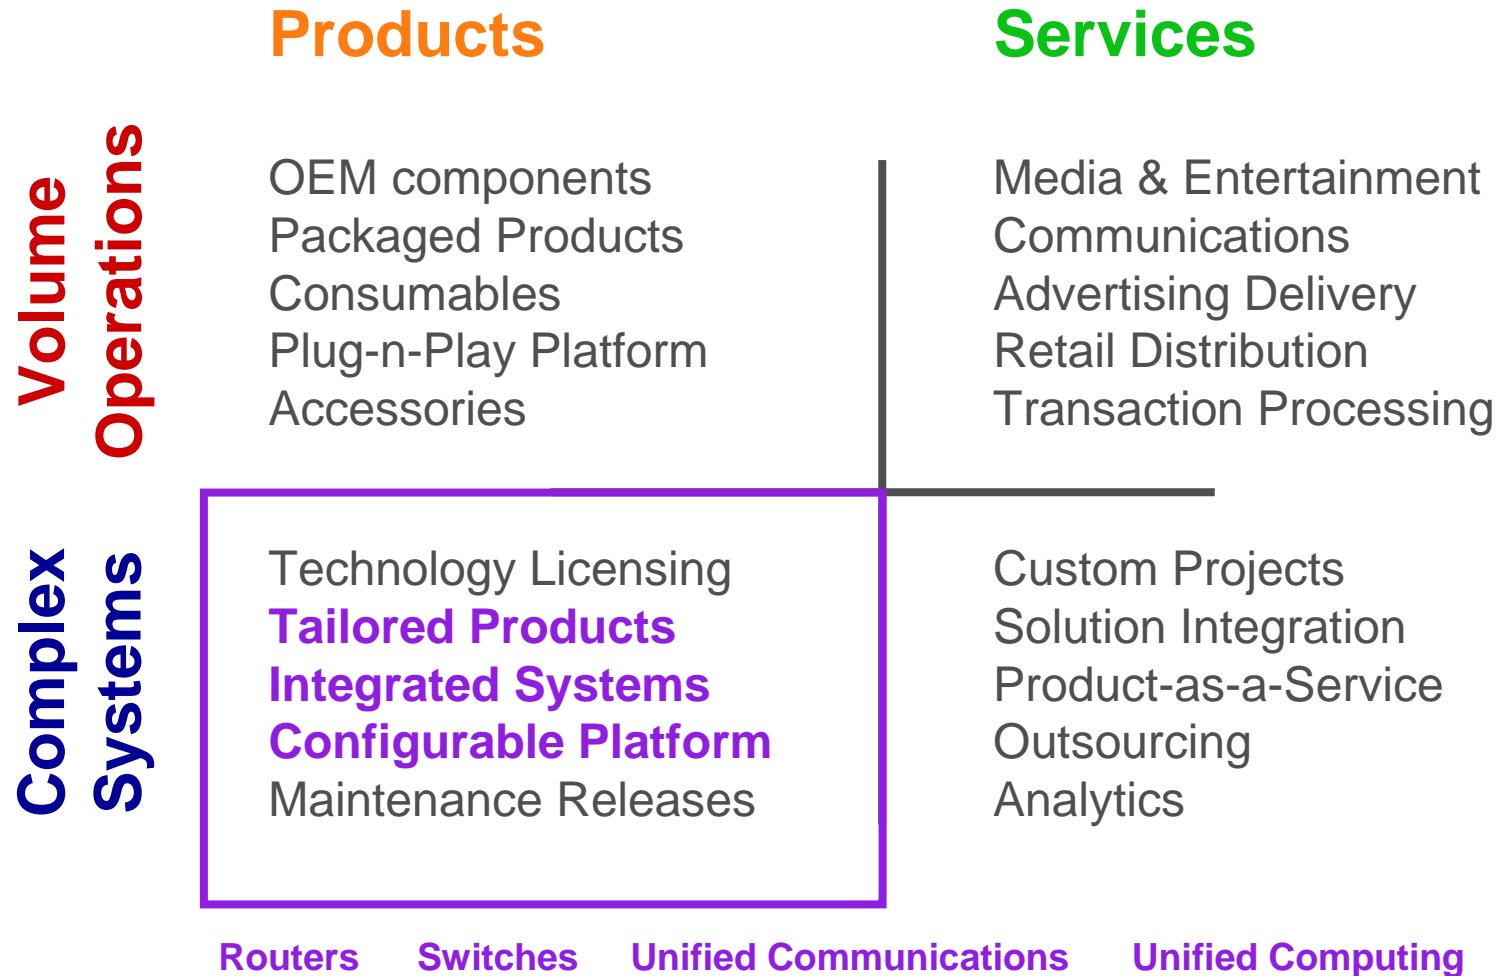 Products
Services
Volume
Operations
OEM components
Packaged Products
Consumables
Plug-n-Play Platform
Accessories
Media & Entertainment
Communications
Advertising Delivery
Retail Distribution
Transaction Processing
Complex
Systems
Technology Licensing
Tailored Products
Integrated Systems
Configurable Platform
Maintenance Releases
Custom Projects
Solution Integration
Product-as-a-Service
Outsourcing
Analytics
Routers Switches Unified Communications Unified Computing